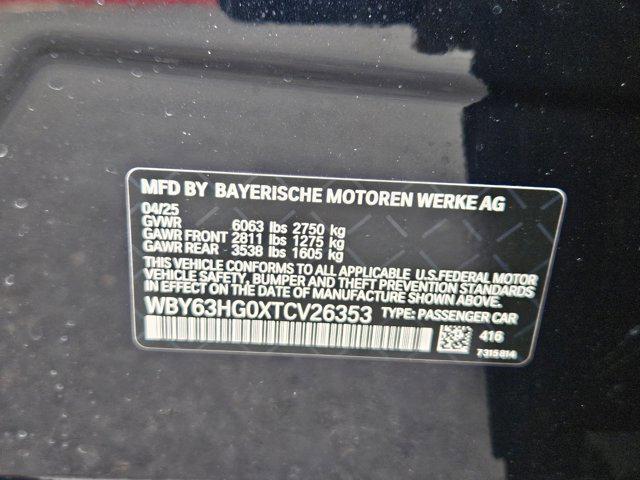 MFD BY BAYERISCHE MOTOREN WERKE AG
04/25
GVWR 6063 lbs 2750 kg
GAWR FRONT 2811 lbs 1275 kg
GAWR REAR 3538 lbs 1605 kg
THIS VEHICLE CONFORMS TO ALL APPLICABLE U.S.FEDERAL MOTOR
VEHICLE SAFETY, BUMPER, AND THEFT PREVENTION STANDARDS
IN EFFECT ON THE DATE OF MANUFACTURE SHOWN ABOVE.
WBY63HG0XTCV26353 TYPE: PASSENGER CAR
416
7315814